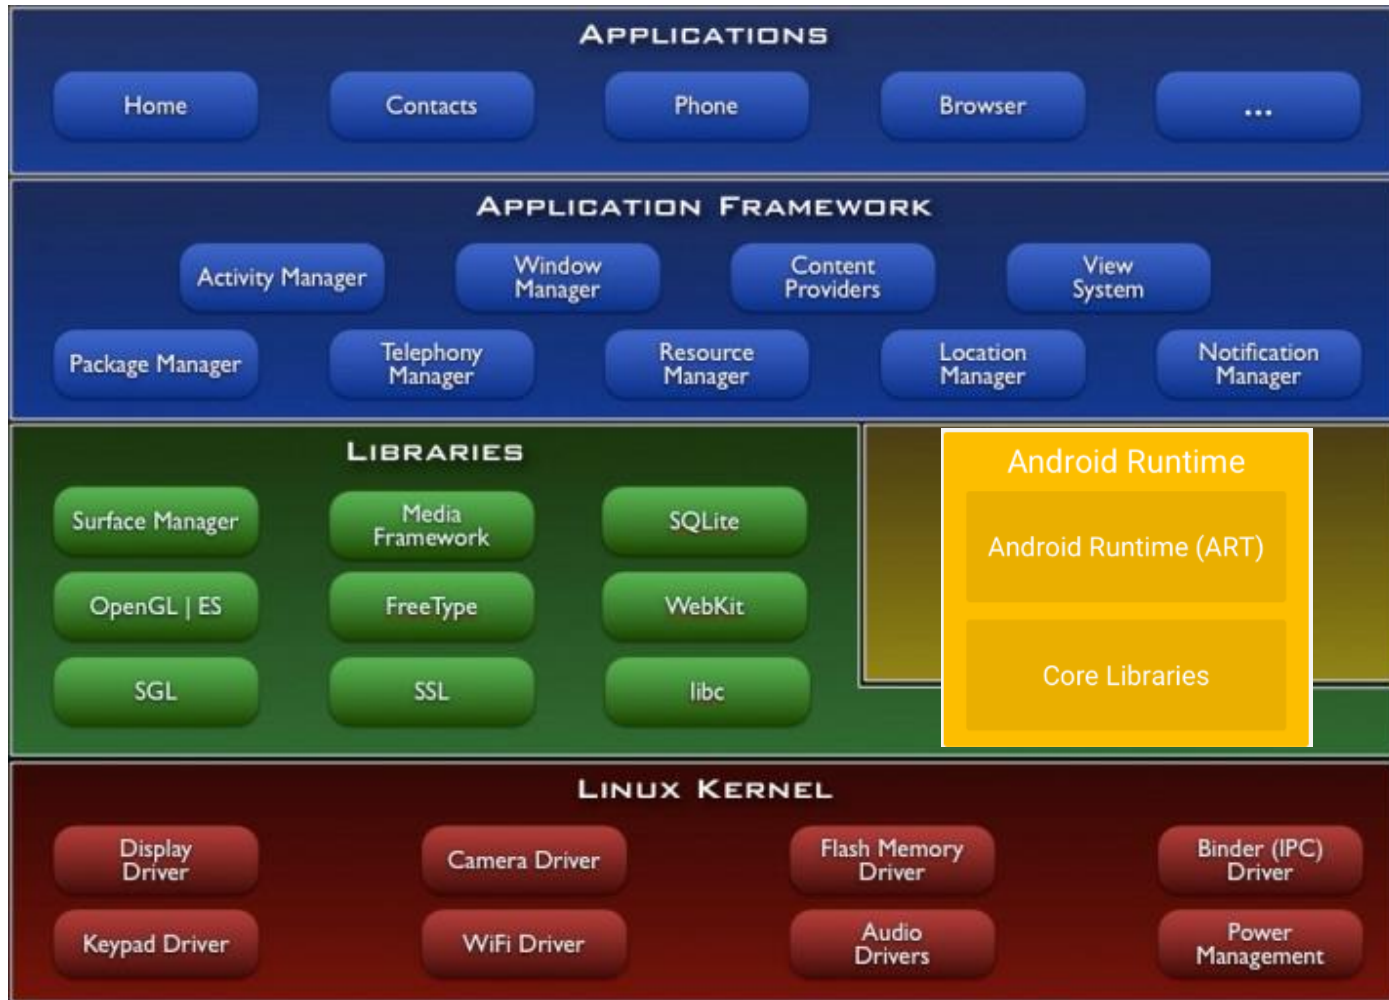 APPLICATIONS
Home
Contacts
Phone
Browser
...
APPLICATION FRAMEWORK
Activity Manager
Window
Manager
Content
Providers
View
System
Package Manager
Telephony
Manager
Resource
Manager
Location
Manager
Notification
Manager
LIBRARIES
Surface Manager
Media
Framework
SQLite
OpenGL | ES
FreeType
WebKit
SGL
SSL
libc
Android Runtime
Android Runtime (ART)
Core Libraries
LINUX KERNEL
Display
Driver
Camera Driver
Flash Memory
Driver
Binder (IPC)
Driver
Keypad Driver
WiFi Driver
Audio
Drivers
Power
Management